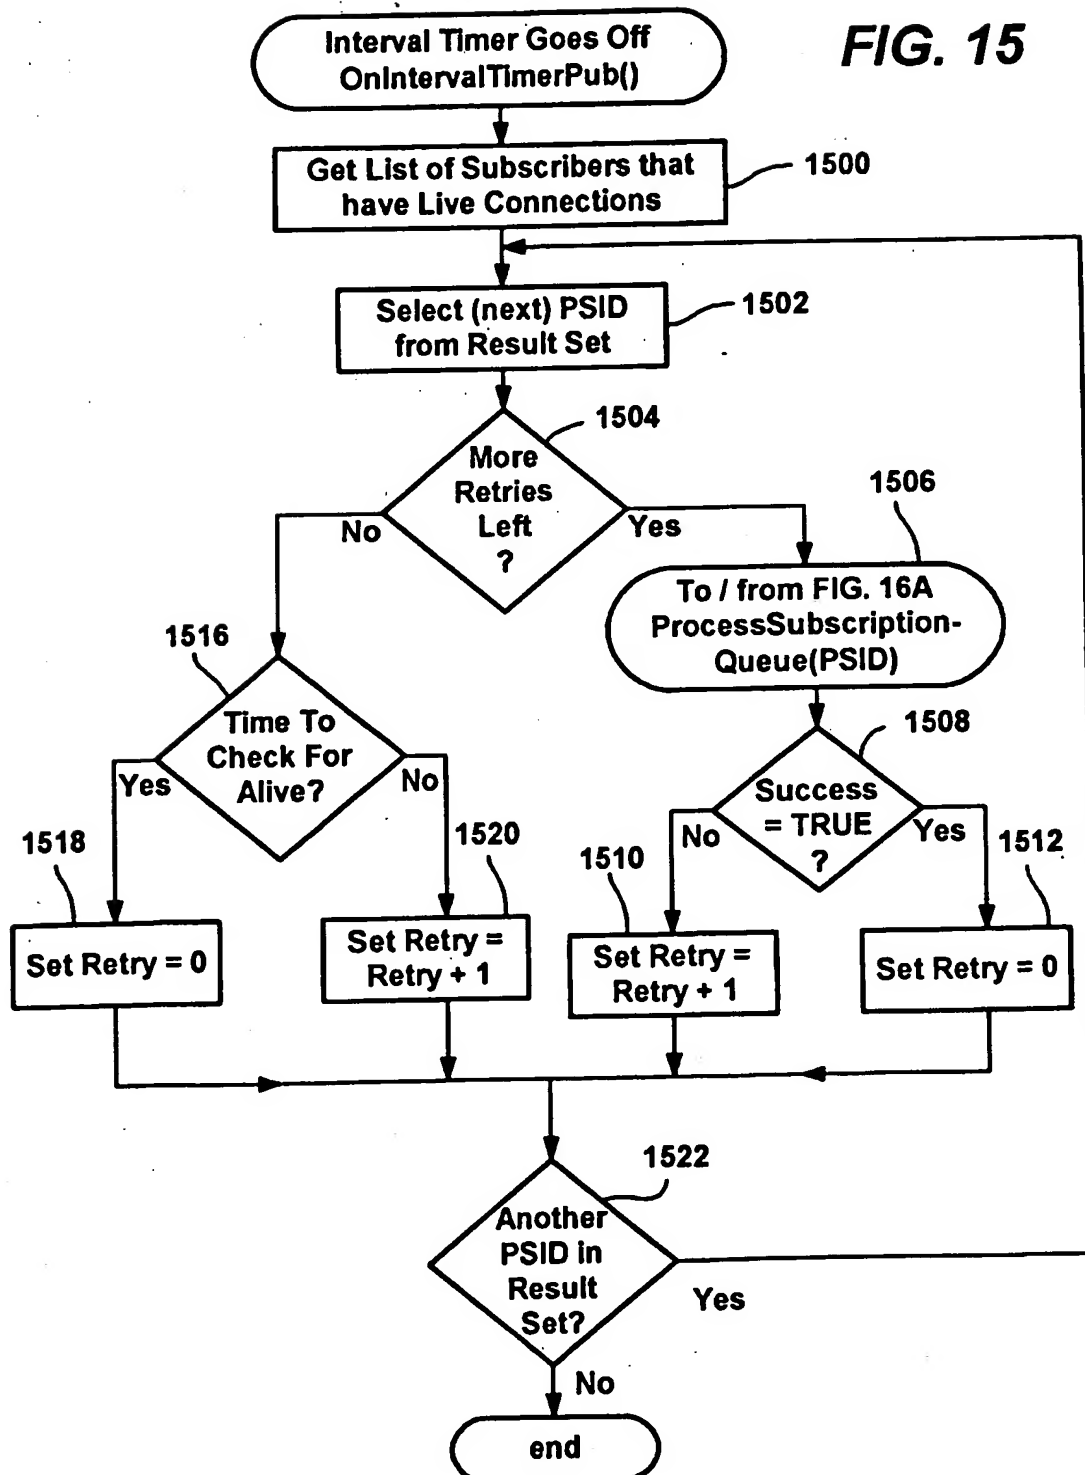 Interval Timer Goes Off
OnIntervalTimerPub()
FIG. 15
Get List of Subscribers that
have Live Connections
1500
Select (next) PSID
from Result Set
1502
1504
More
Retries
Left
?
No
Yes
1506
To / from FIG. 16A
ProcessSubscription-
Queue(PSID)
1516
Time To
Check For
Alive?
Yes
No
1508
Success
= TRUE
?
No
Yes
1518
Set Retry = 0
1520
Set Retry =
Retry + 1
1510
Set Retry =
Retry + 1
1512
Set Retry = 0
1522
Another
PSID in
Result
Set?
Yes
No
end